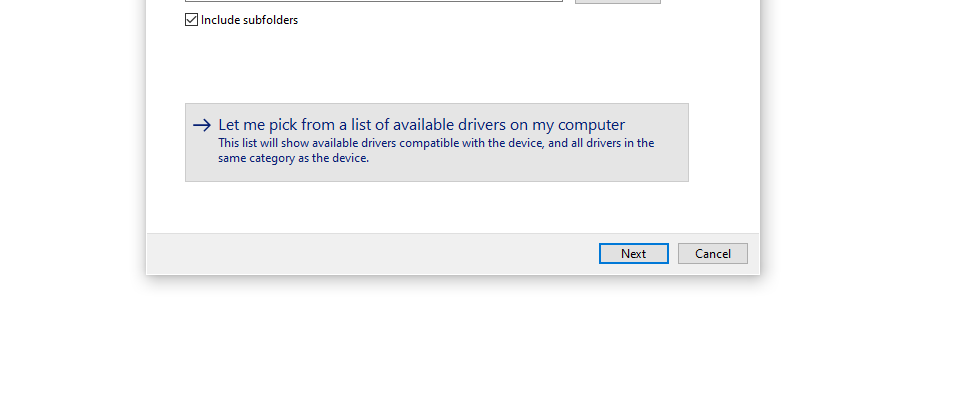 Include subfolders
Let me pick from a list of available drivers on my computer
This list will show available drivers compatible with the device, and all drivers in the
same category as the device.
Next
Cancel